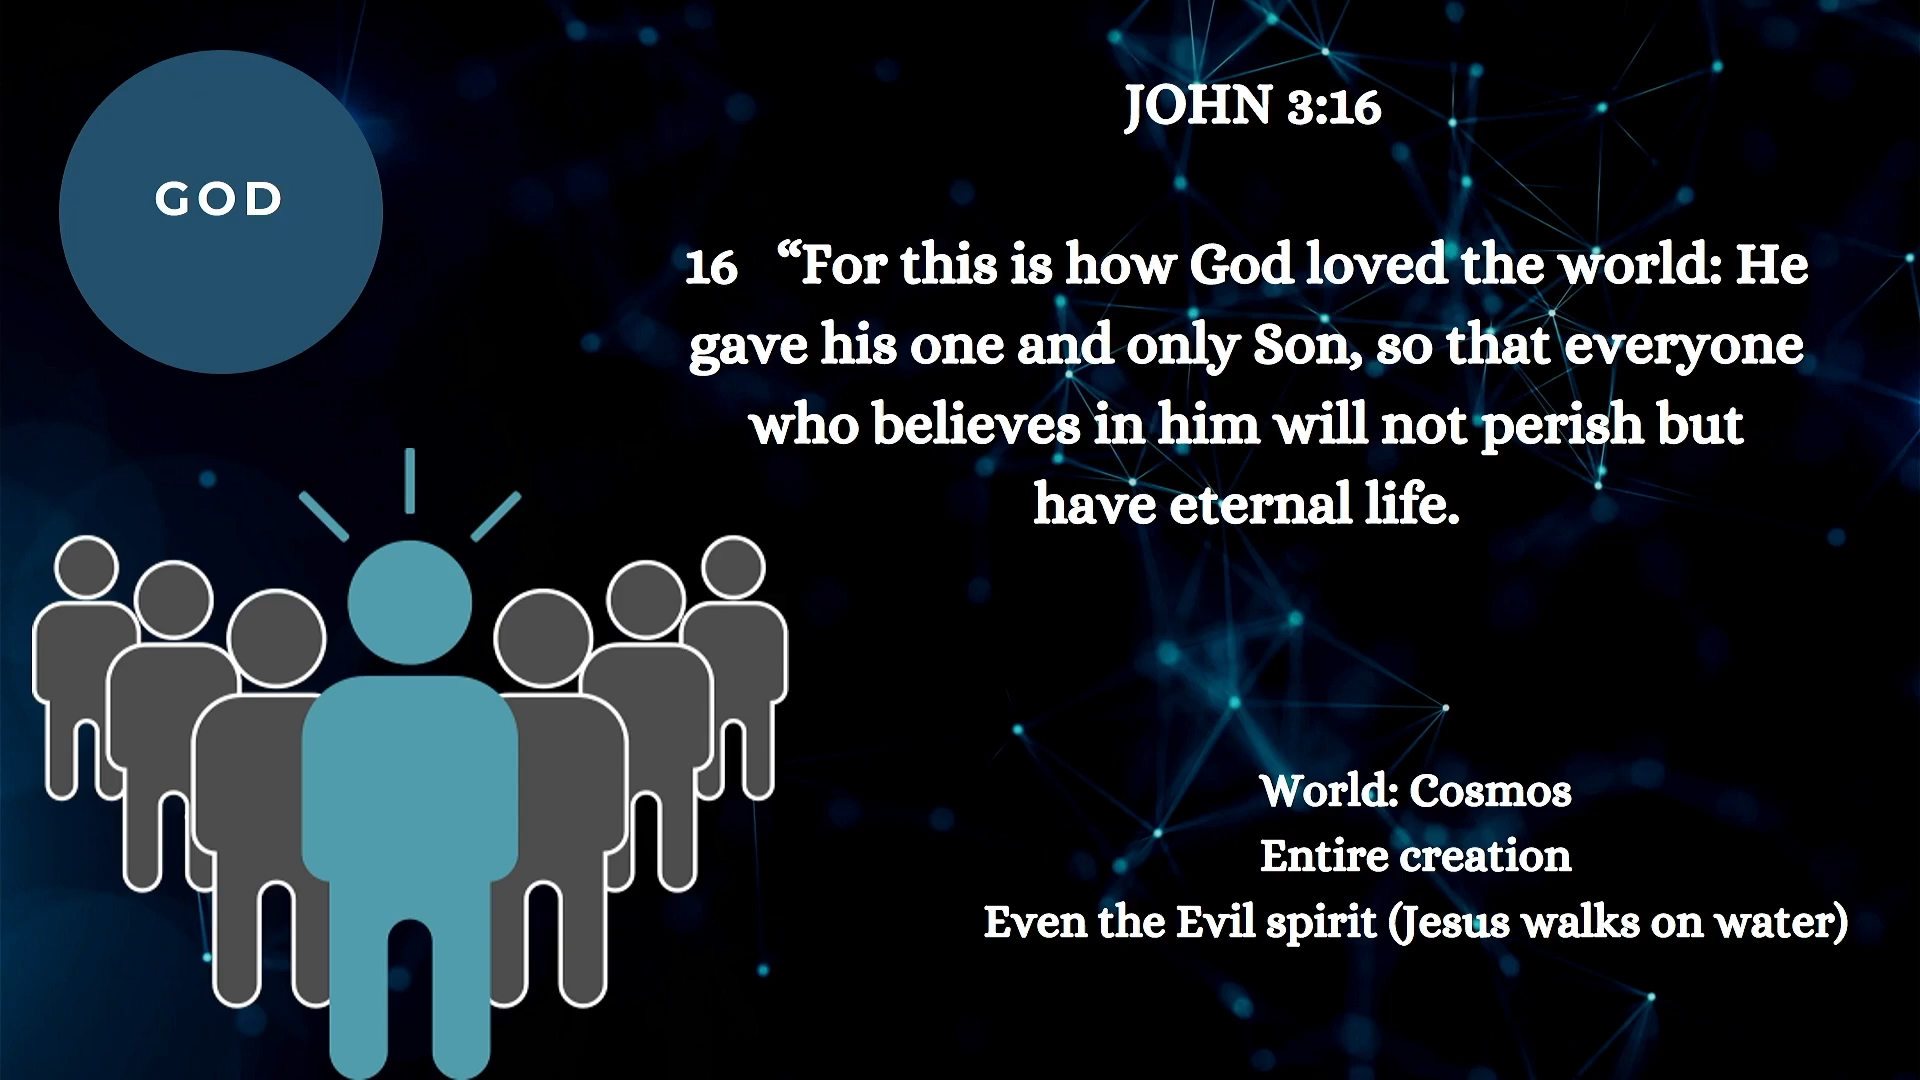 GOD
JOHN 3:16
16 “For this is how God loved the world: He
gave his one and only Son, so that everyone
who believes in him will not perish but
have eternal life.
World: Cosmos
Entire creation
Even the Evil spirit (Jesus walks on water)